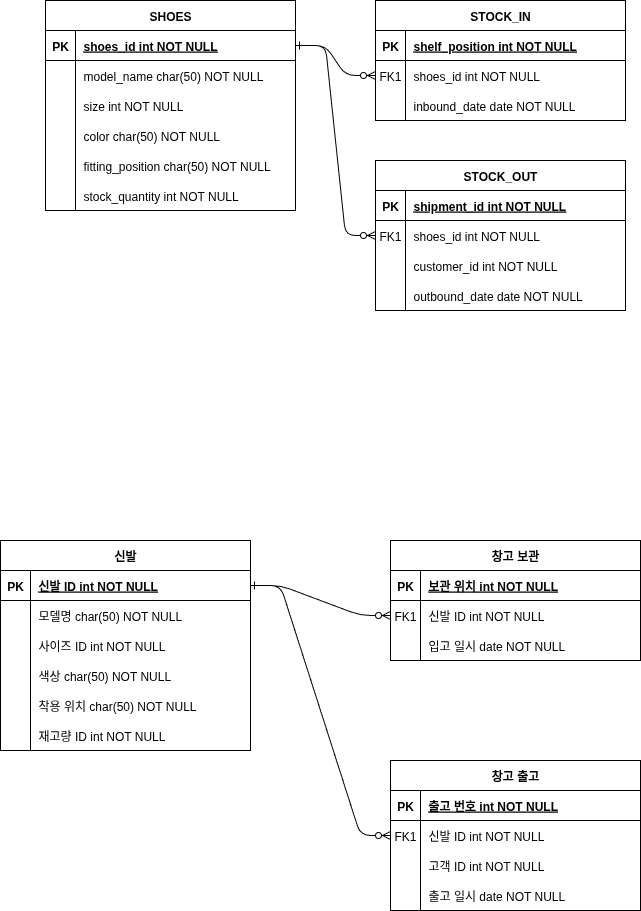 SHOES
PK shoes_id int NOT NULL
model_name char(50) NOT NULL
size int NOT NULL
color char(50) NOT NULL
fitting_position char(50) NOT NULL
stock_quantity int NOT NULL
STOCK_IN
PK shelf_position int NOT NULL
FK1 shoes_id int NOT NULL
inbound_date date NOT NULL
STOCK_OUT
PK shipment_id int NOT NULL
FK1 shoes_id int NOT NULL
customer_id int NOT NULL
outbound_date date NOT NULL
신발
PK 신발 ID int NOT NULL
모델명 char(50) NOT NULL
사이즈 ID int NOT NULL
색상 char(50) NOT NULL
착용 위치 char(50) NOT NULL
재고량 ID int NOT NULL
창고 보관
PK 보관 위치 int NOT NULL
FK1 신발 ID int NOT NULL
입고 일시 date NOT NULL
창고 출고
PK 출고 번호 int NOT NULL
FK1 신발 ID int NOT NULL
고객 ID int NOT NULL
출고 일시 date NOT NULL